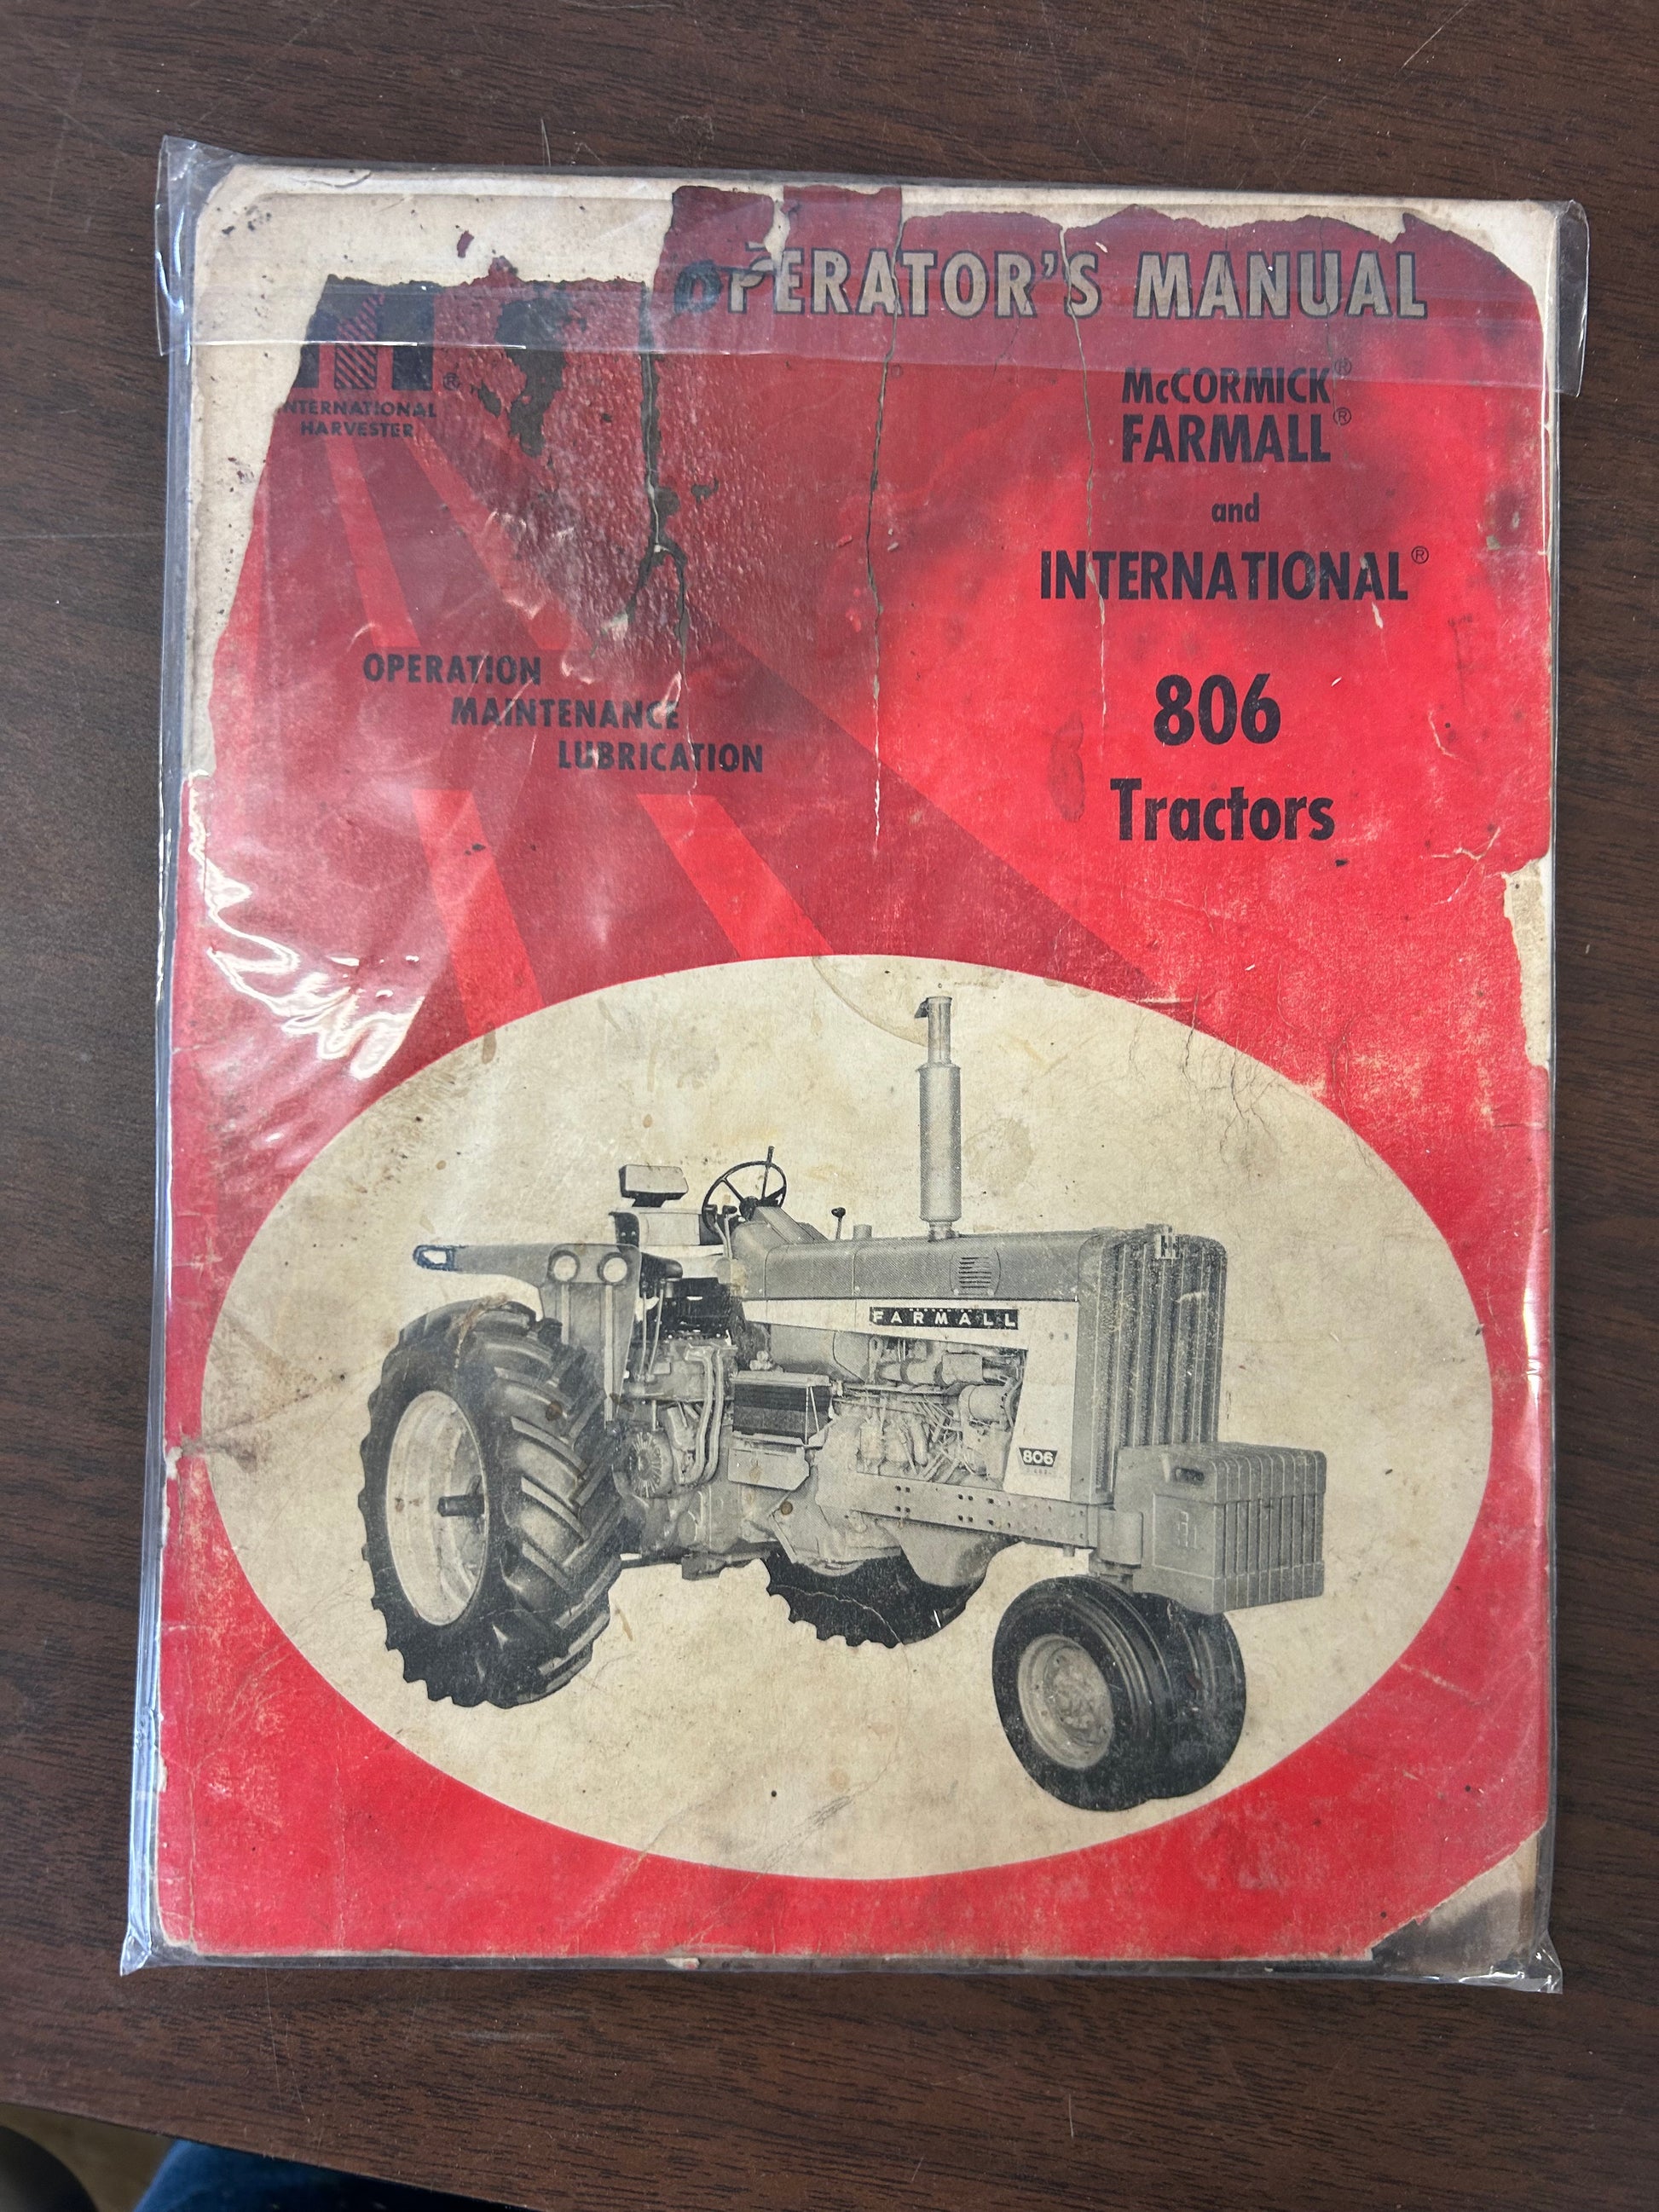 OPERATOR'S MANUAL
INTERNATIONAL
HARVESTER
®
McCORMICK®
FARMALL®
and
INTERNATIONAL®
806
Tractors
OPERATION
MAINTENANCE
LUBRICATION
FARMALL
806